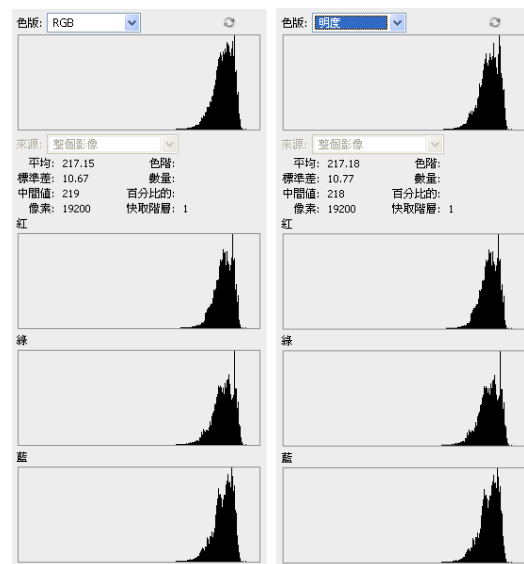 色版: RGB
來源: 整個影像
平均: 217.15 色階:
標準差: 10.67 數量:
中間值: 219 百分比的:
像素: 19200 快取階層: 1
紅
綠
藍
色版: 明度
來源: 整個影像
平均: 217.18 色階:
標準差: 10.77 數量:
中間值: 218 百分比的:
像素: 19200 快取階層: 1
紅
綠
藍